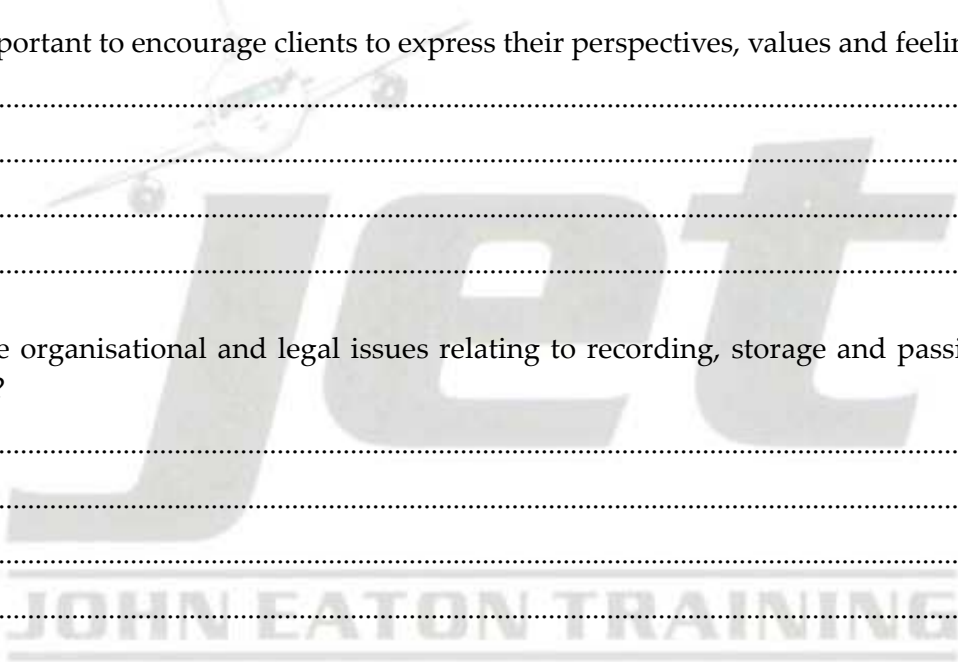 portant to encourage clients to express their perspectives, values and feelin
e organisational and legal issues relating to recording, storage and passi
?
jet
JOHN EATON TRAINING